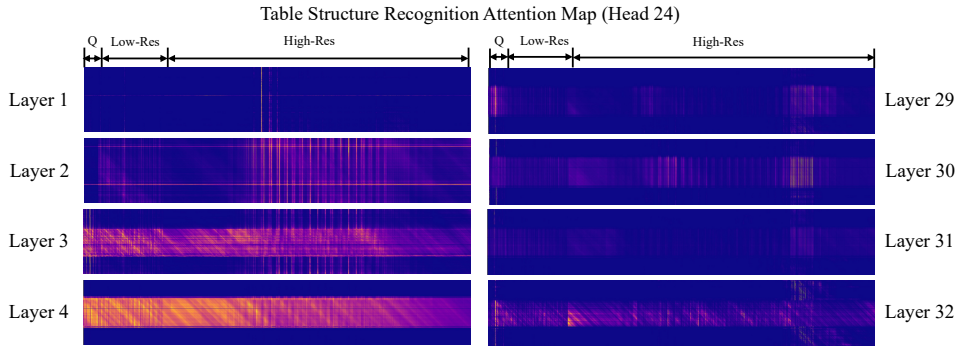 Table Structure Recognition Attention Map (Head 24)
Q Low-Res High-Res
Layer 1
Layer 2
Layer 3
Layer 4
Q Low-Res High-Res
Layer 29
Layer 30
Layer 31
Layer 32